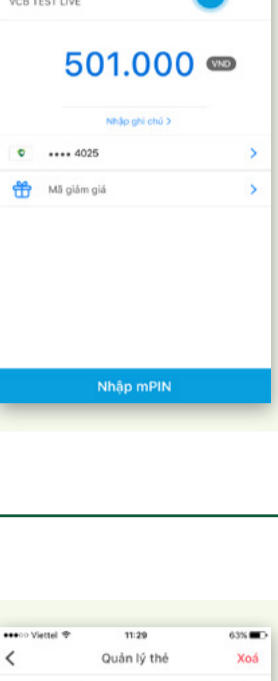 VCB TEST LIVE
501.000 VND
Nhập ghi chú >
•••• 4025 >
Mã giảm giá >
Nhập mPIN
●●●○○ Viettel 11:29 63%
< Quản lý thẻ Xoá